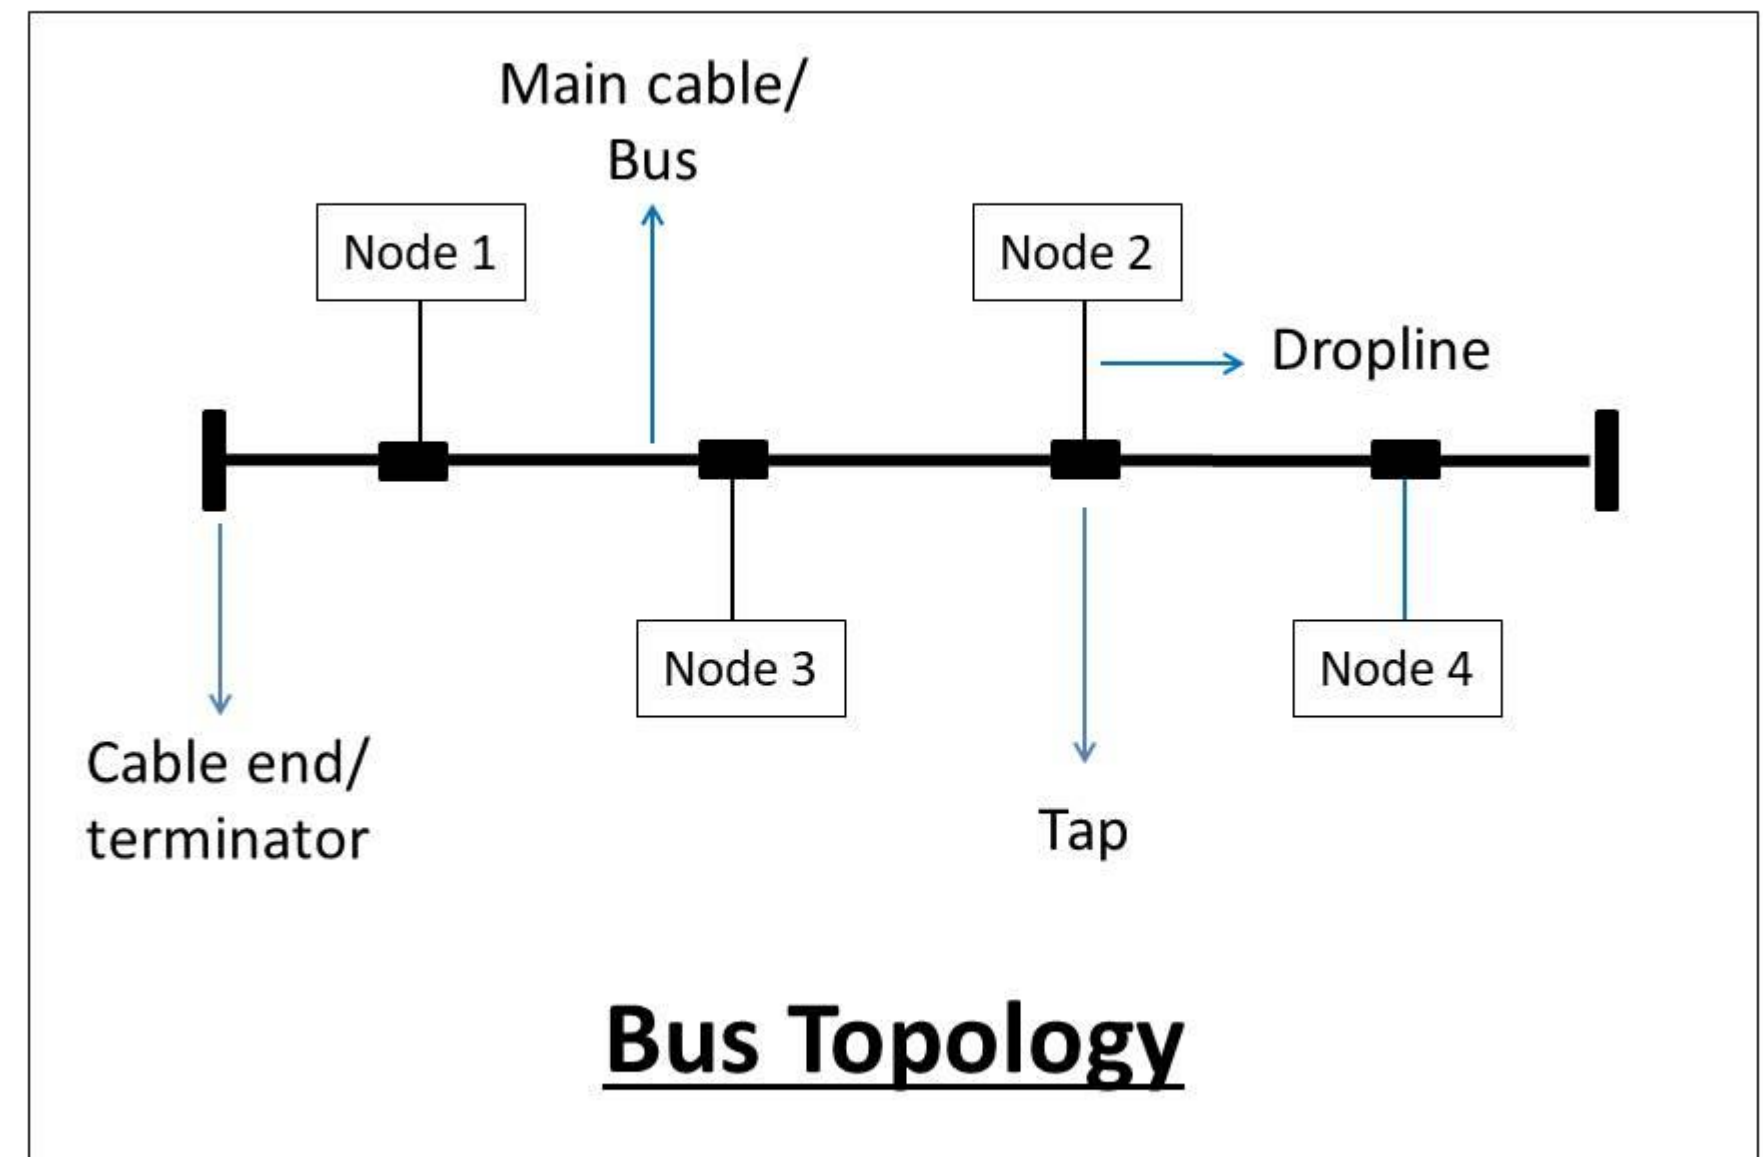 Main cable/
Bus
Node 1
Node 2
Dropline
Node 3
Node 4
Cable end/
terminator
Tap
Bus Topology